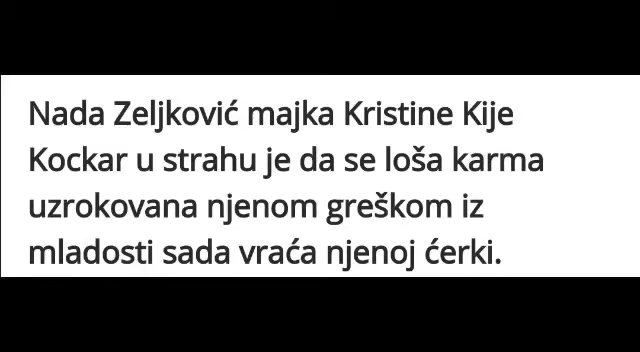 Nada Zeljković majka Kristine Kije
Kockar u strahu je da se loša karma
uzrokovana njenom greškom iz
mladosti sada vraća njenoj ćerki.